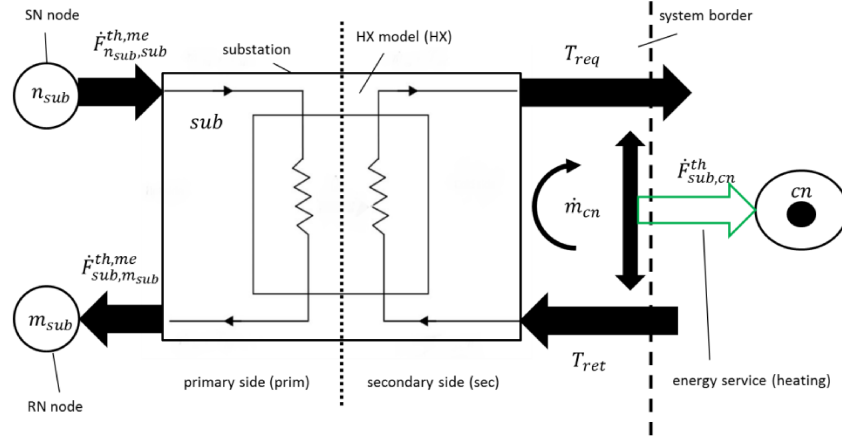 SN node
Ḟ^{th,me}_{n_{sub},sub}
substation
HX model (HX)
system border
T_{req}
n_{sub}
sub
Ḟ^{th}_{sub,cn}
cn
ṁ_{cn}
Ḟ^{th,me}_{sub,m_{sub}}
m_{sub}
T_{ret}
primary side (prim)
secondary side (sec)
energy service (heating)
RN node